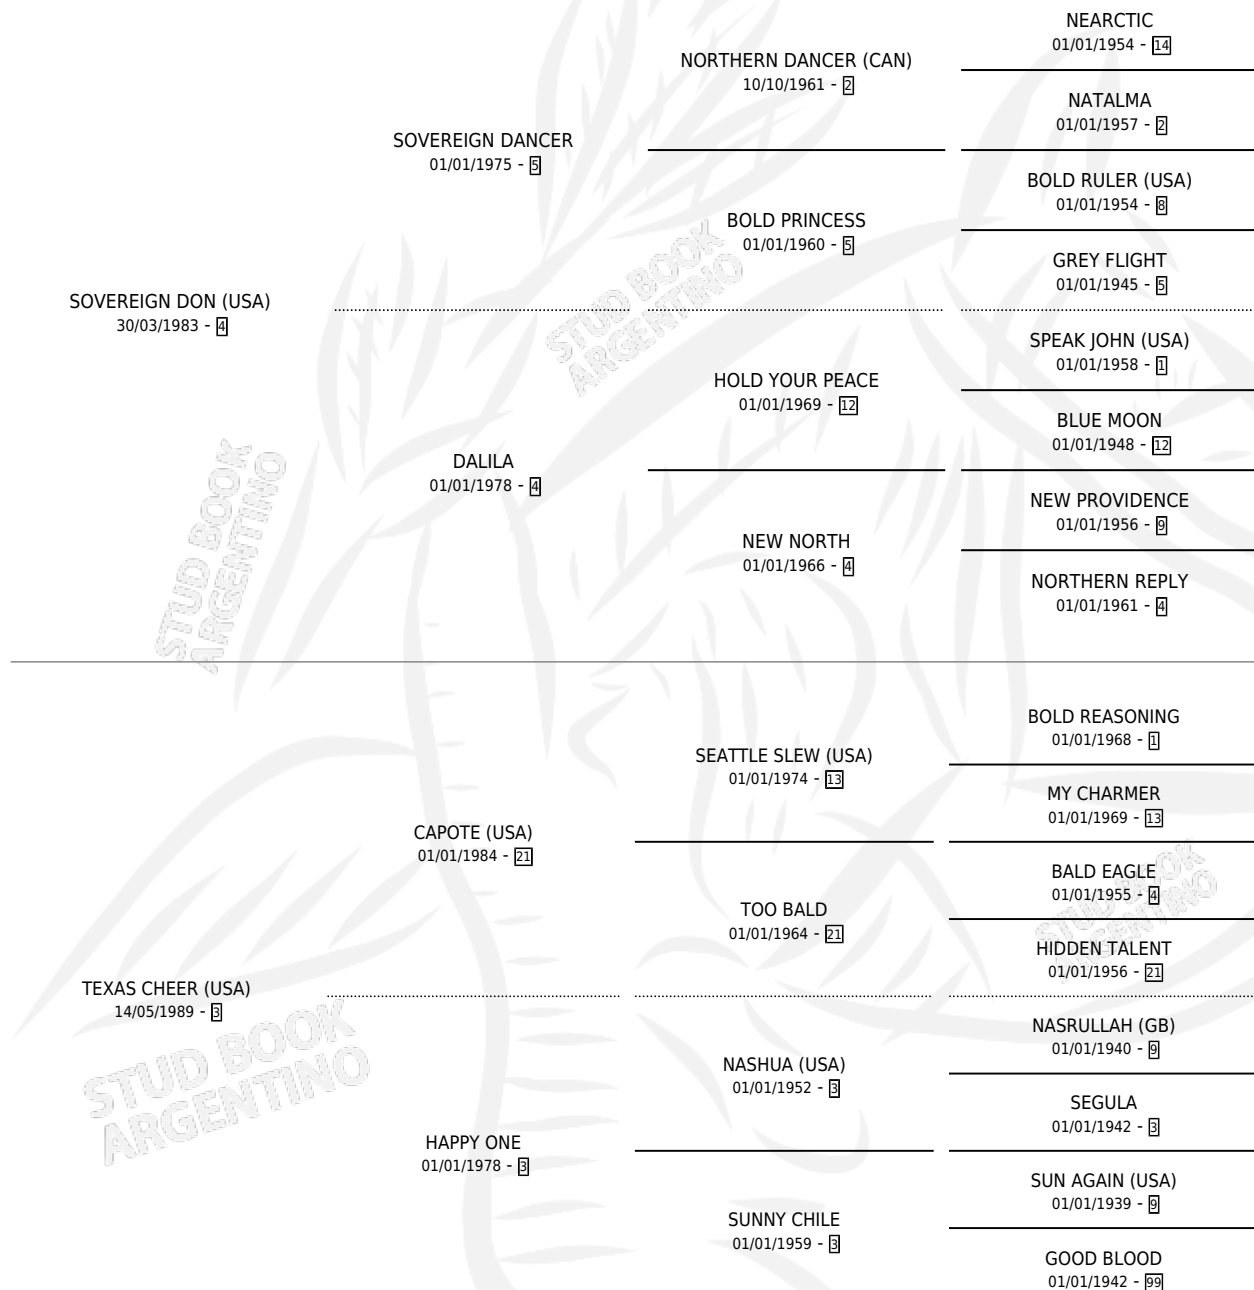 NEARCTIC
01/01/1954 - 14
NORTHERN DANCER (CAN)
10/10/1961 - 2
NATALMA
01/01/1957 - 2
SOVEREIGN DANCER
01/01/1975 - 5
BOLD RULER (USA)
01/01/1954 - 8
BOLD PRINCESS
01/01/1960 - 5
GREY FLIGHT
01/01/1945 - 5
SOVEREIGN DON (USA)
30/03/1983 - 4
SPEAK JOHN (USA)
01/01/1958 - 1
HOLD YOUR PEACE
01/01/1969 - 12
BLUE MOON
01/01/1948 - 12
DALILA
01/01/1978 - 4
NEW PROVIDENCE
01/01/1956 - 9
NEW NORTH
01/01/1966 - 4
NORTHERN REPLY
01/01/1961 - 4
STUD BOOK
ARGENTINO
STUD BOOK
ARGENTINO
BOLD REASONING
01/01/1968 - 1
SEATTLE SLEW (USA)
01/01/1974 - 13
MY CHARMER
01/01/1969 - 13
CAPOTE (USA)
01/01/1984 - 21
BALD EAGLE
01/01/1955 - 4
TOO BALD
01/01/1964 - 21
HIDDEN TALENT
01/01/1956 - 21
STUD BOOK
ARGENTINO
TEXAS CHEER (USA)
14/05/1989 - 3
NASRULLAH (GB)
01/01/1940 - 9
NASHUA (USA)
01/01/1952 - 3
SEGULA
01/01/1942 - 3
STUD BOOK
ARGENTINO
HAPPY ONE
01/01/1978 - 3
SUN AGAIN (USA)
01/01/1939 - 9
SUNNY CHILE
01/01/1959 - 3
GOOD BLOOD
01/01/1942 - 99